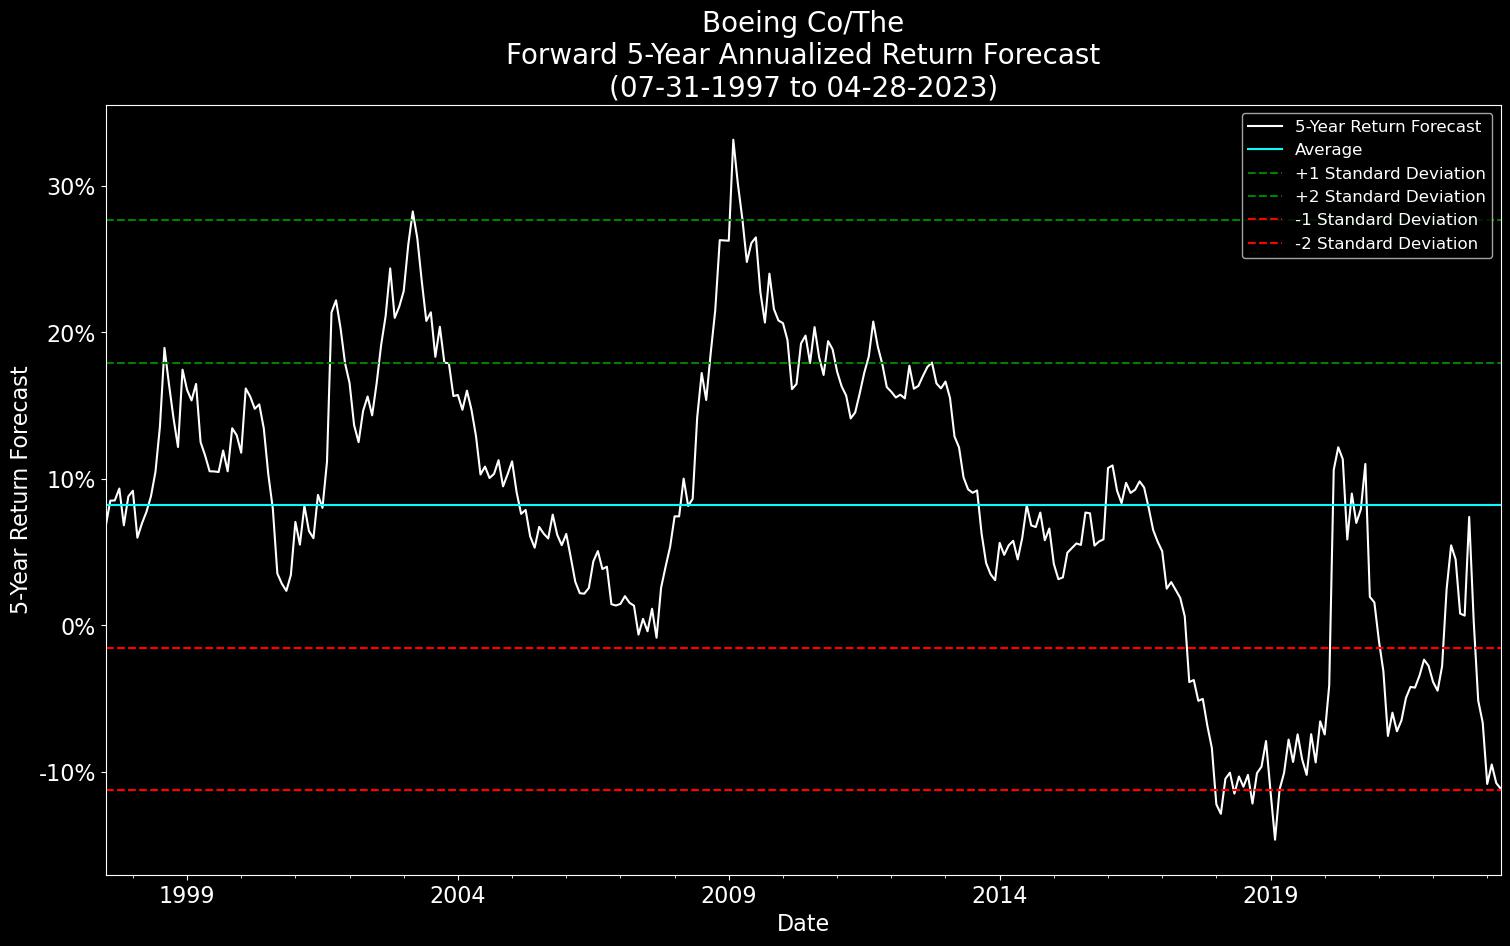 Boeing Co/The
Forward 5-Year Annualized Return Forecast
(07-31-1997 to 04-28-2023)
5-Year Return Forecast
Average
+1 Standard Deviation
+2 Standard Deviation
-1 Standard Deviation
-2 Standard Deviation
5-Year Return Forecast
30%
20%
10%
0%
-10%
1999
2004
2009
2014
2019
Date